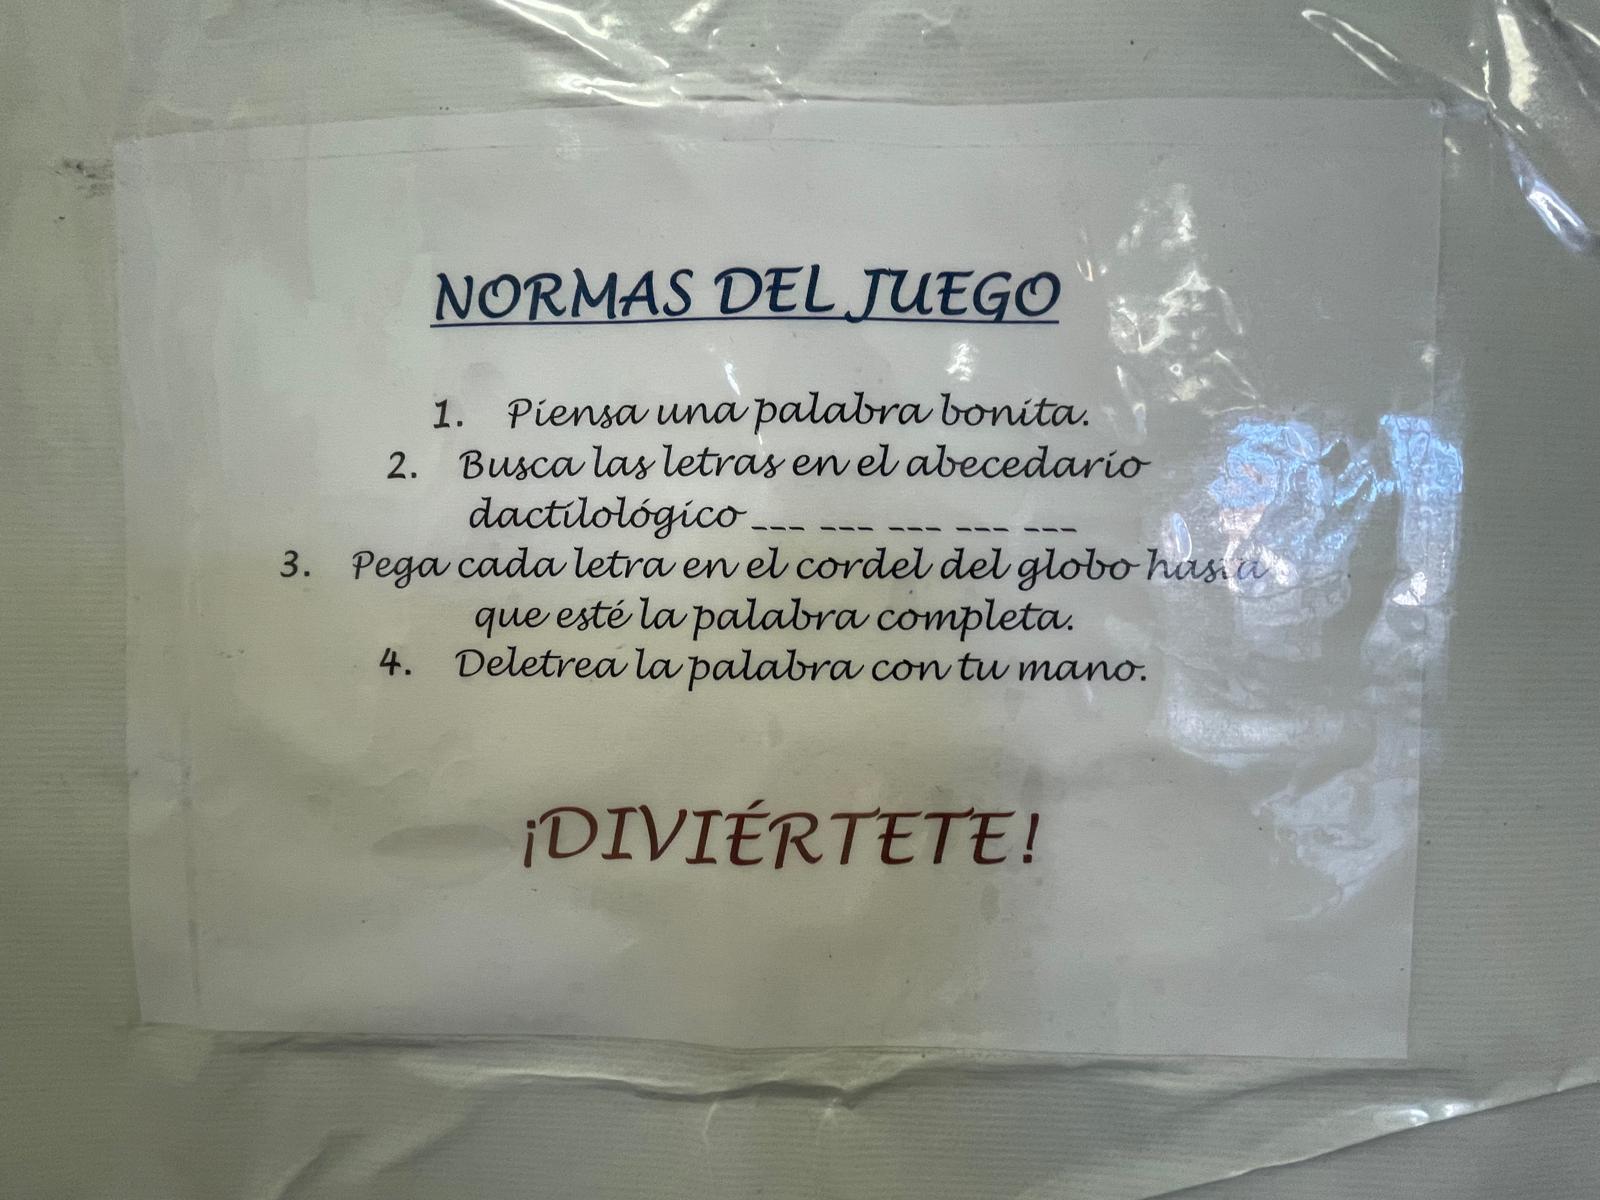 NORMAS DEL JUEGO
1. Piensa una palabra bonita.
2. Busca las letras en el abecedario
dactilológico ___ ___ ___ ___ ___
3. Pega cada letra en el cordel del globo hasta
que esté la palabra completa.
4. Deletrea la palabra con tu mano.
¡DIVIÉRTETE!